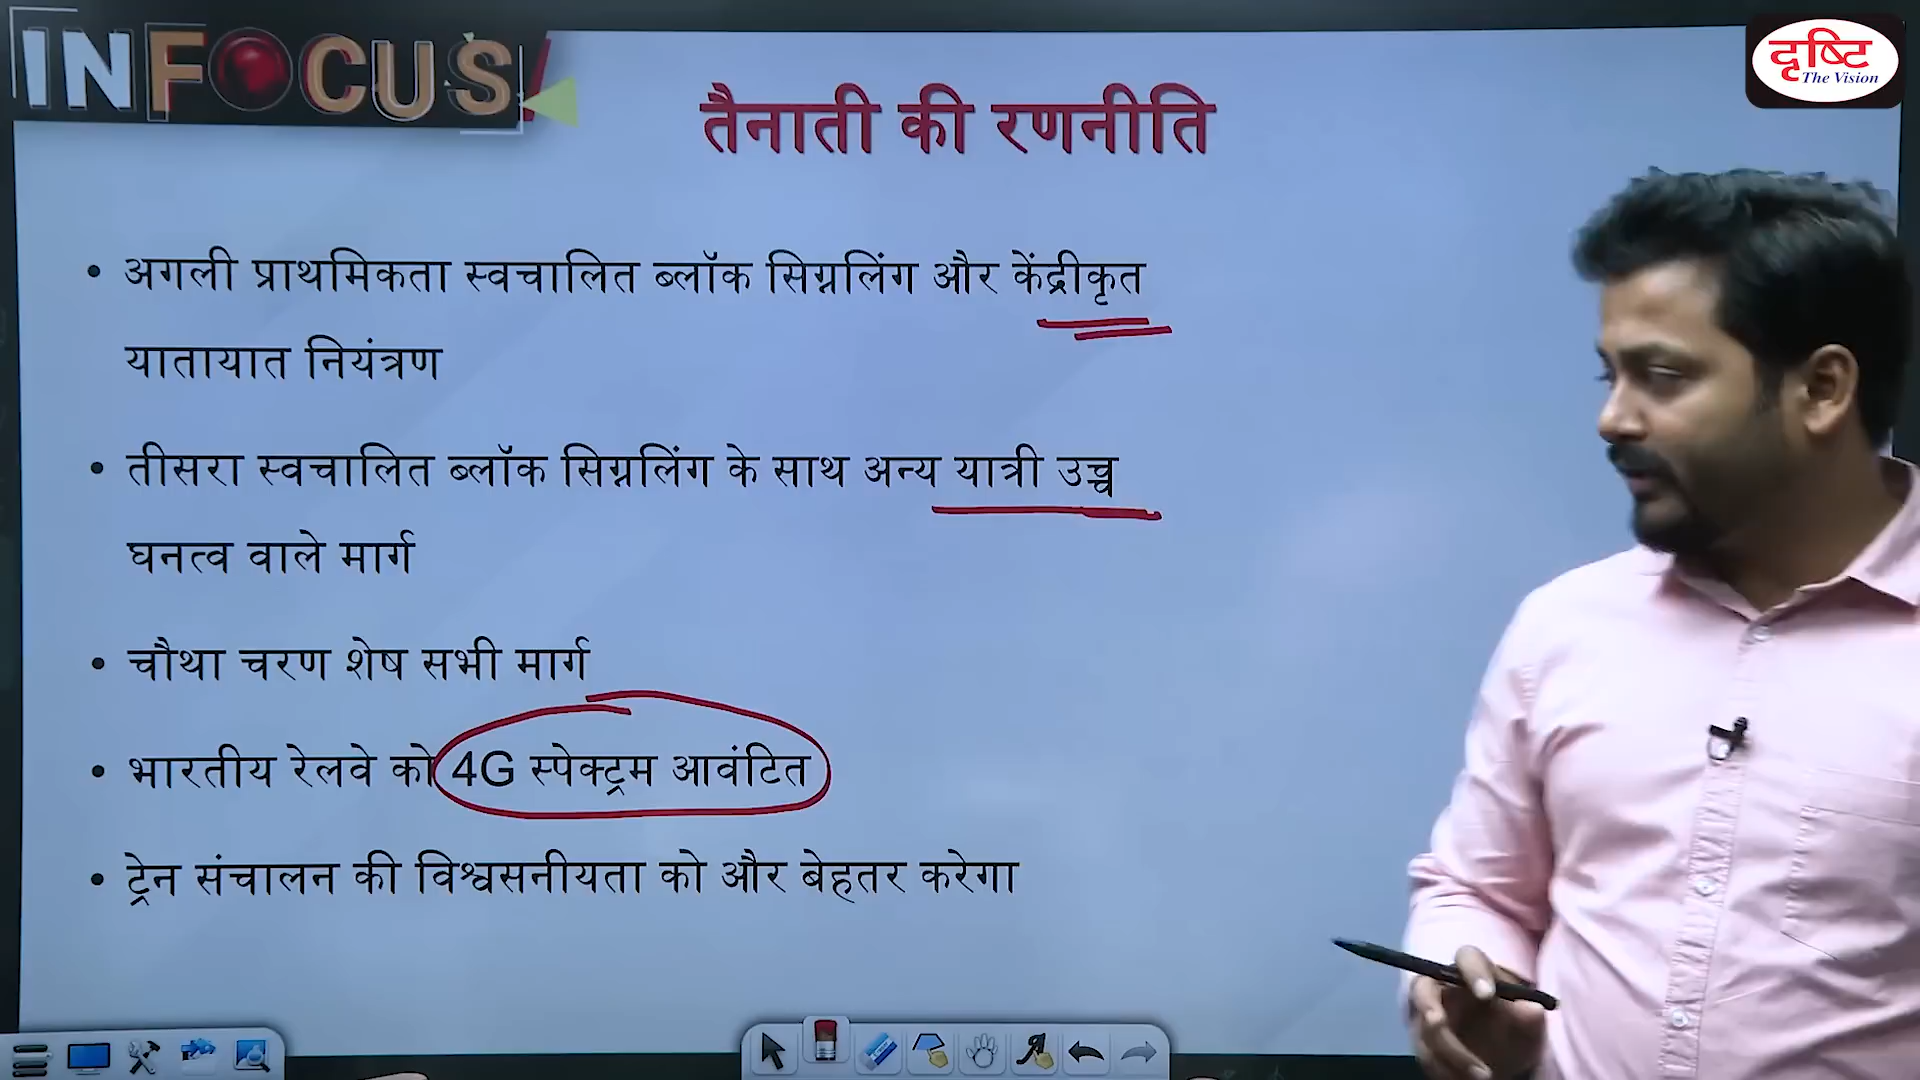 INFOCUS!
दृष्टि
The Vision
तैनाती की रणनीति
• अगली प्राथमिकता स्वचालित ब्लॉक सिग्नलिंग और केंद्रीकृत
यातायात नियंत्रण
• तीसरा स्वचालित ब्लॉक सिग्नलिंग के साथ अन्य यात्री उच्च
घनत्व वाले मार्ग
• चौथा चरण शेष सभी मार्ग
• भारतीय रेलवे को 4G स्पेक्ट्रम आवंटित
• ट्रेन संचालन की विश्वसनीयता को और बेहतर करेगा